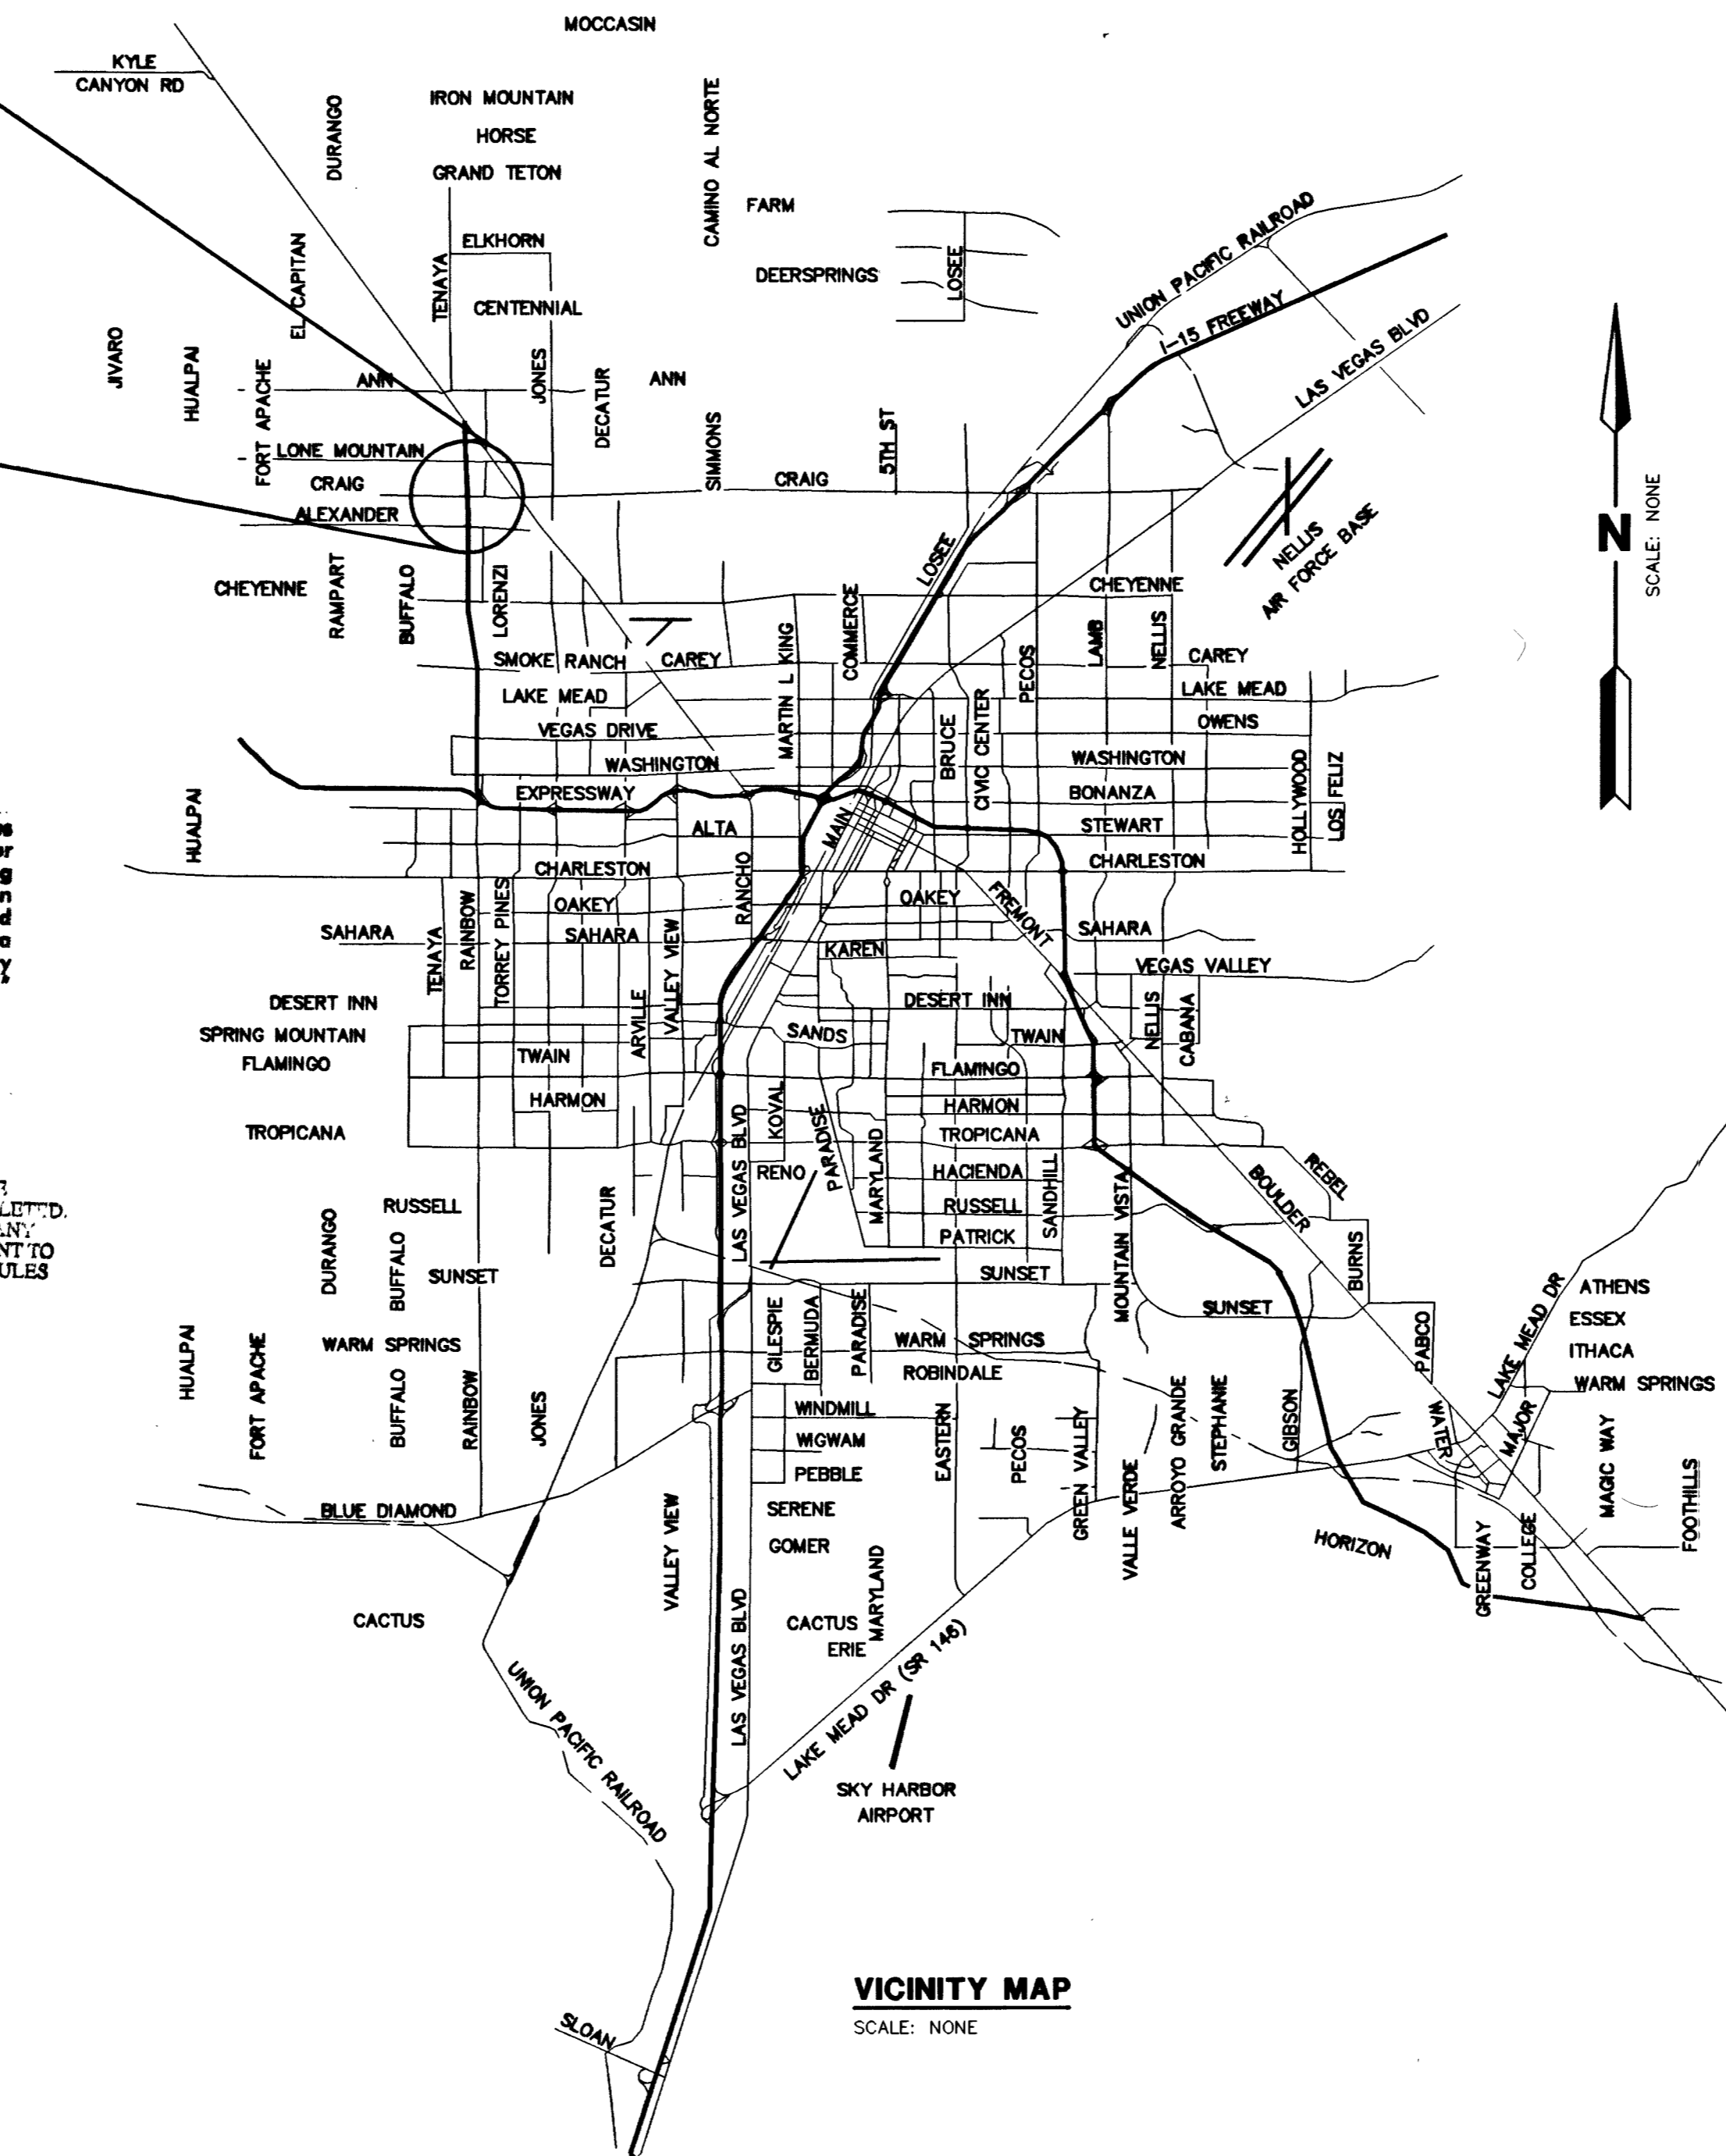 MOCCASIN
KYLE
CANYON RD
DURANGO
IRON MOUNTAIN
HORSE
GRAND TETON
CAMINO AL NORTE
FARM
ELKHORN
EL CAPITAN
TENAYA
CENTENNIAL
DEERSPRINGS
LOSEE
UNION PACIFIC RAILROAD
I-15 FREEWAY
LAS VEGAS BLVD
JIVARO
HUALPAI
FORT APACHE
ANN
JONES
DECATUR
ANN
SIMMONS
5TH ST
LONE MOUNTAIN
CRAIG
CRAIG
ALEXANDER
NELLIS
AIR FORCE BASE
N
SCALE: NONE
CHEYENNE
RAMPART
BUFFALO
LORENZI
MARTIN L KING
COMMERCE
LOSEE
CHEYENNE
PECOS
LAMB
NELLIS
SMOKE RANCH
CAREY
CAREY
LAKE MEAD
LAKE MEAD
VEGAS DRIVE
OWENS
WASHINGTON
BRUCE
CIVIC CENTER
WASHINGTON
HOLLYWOOD
LOS FELIZ
EXPRESSWAY
BONANZA
HUALPAI
ALTA
MAIN
STEWART
CHARLESTON
RANCHO
CHARLESTON
OAKEY
OAKEY
FREMONT
SAHARA
TENAYA
RAINBOW
TORREY PINES
SAHARA
VALLEY VIEW
KAREN
SAHARA
VEGAS VALLEY
DESERT INN
ARVILLE
DESERT INN
NELLIS
CABANA
SPRING MOUNTAIN
SANDS
TWAIN
TWAIN
FLAMINGO
FLAMINGO
HARMON
KOVAL
PARADISE
HARMON
TROPICANA
LAS VEGAS BLVD
MARYLAND
TROPICANA
RENO
HACIENDA
SANDHILL
MOUNTAIN VISTA
BOULDER
REBEL
RUSSELL
RUSSELL
DURANGO
BUFFALO
DECATUR
PATRICK
BURNS
SUNSET
SUNSET
SUNSET
GILESPIE
BERMUDA
PARADISE
LAKE MEAD DR
ATHENS
ESSEX
ITHACA
WARM SPRINGS
HUALPAI
FORT APACHE
WARM SPRINGS
WARM SPRINGS
PABCO
ROBINDALE
BUFFALO
RAINBOW
JONES
WINDMILL
WIGWAM
PEBBLE
EASTERN
PECOS
GREEN VALLEY
VALLE VERDE
ARROYO GRANDE
STEPHANIE
GIBSON
WATER
MAJOR
MAGIC WAY
FOOTHILLS
BLUE DIAMOND
VALLEY VIEW
SERENE
GOMER
HORIZON
GREENWAY
COLLEGE
CACTUS
LAS VEGAS BLVD
CACTUS
MARYLAND
ERIE
UNION PACIFIC RAILROAD
LAKE MEAD DR (SR 146)
SKY HARBOR
AIRPORT
VICINITY MAP
SCALE: NONE
SLOAN